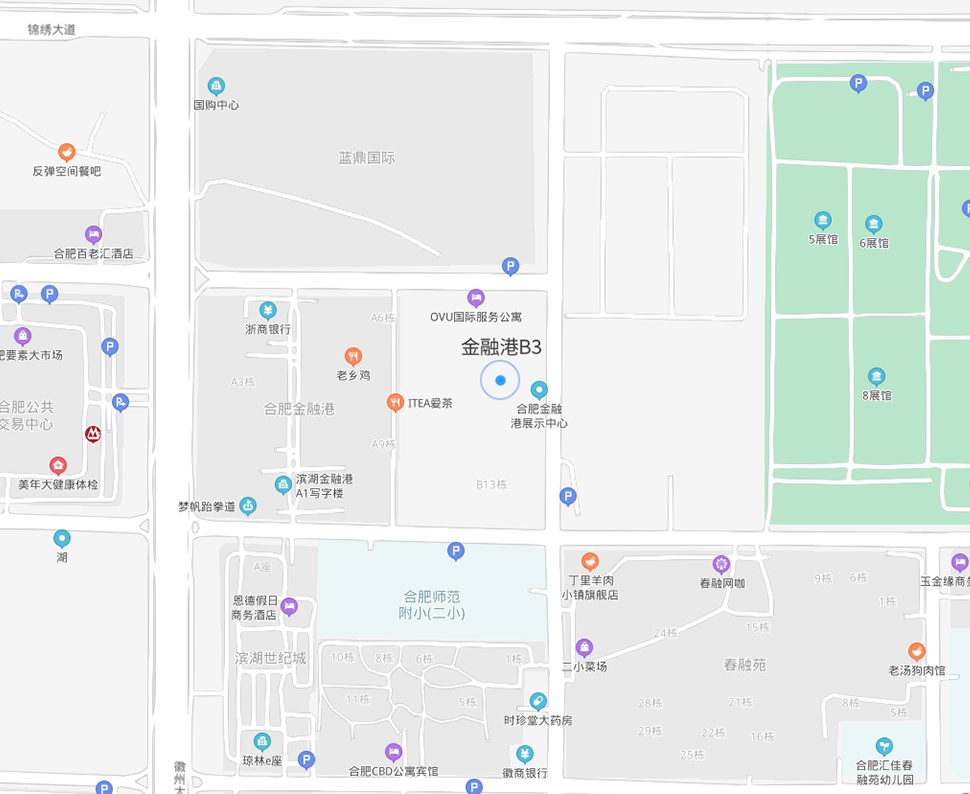 锦绣大道
国购中心
反弹空间餐吧
蓝鼎国际
P
P
5展馆
6展馆
合肥百老汇酒店
P
P
P
浙商银行
A6栋
OVU国际服务公寓
金融港B3
肥要素大市场
P
老乡鸡
A3栋
合肥金融港
ITEA爱茶
合肥金融
港展示中心
8展馆
合肥公共
交易中心
A9栋
美年大健康体检
滨湖金融港
A1写字楼
B13栋
梦帆跆拳道
P
湖
P
A座
丁里羊肉
小镇旗舰店
春融网咖
9栋
6栋
玉金缘商务
1栋
恩德假日
商务酒店
合肥师范
附小(二小)
24栋
15栋
滨湖世纪城
10栋
8栋
6栋
1栋
二小菜场
春融苑
老汤狗肉馆
11栋
5栋
时珍堂大药房
28栋
21栋
8栋
5栋
29栋
22栋
16栋
25栋
琼林e座
P
合肥CBD公寓宾馆
徽商银行
合肥汇佳春
融苑幼儿园
徽
州
大
P
P